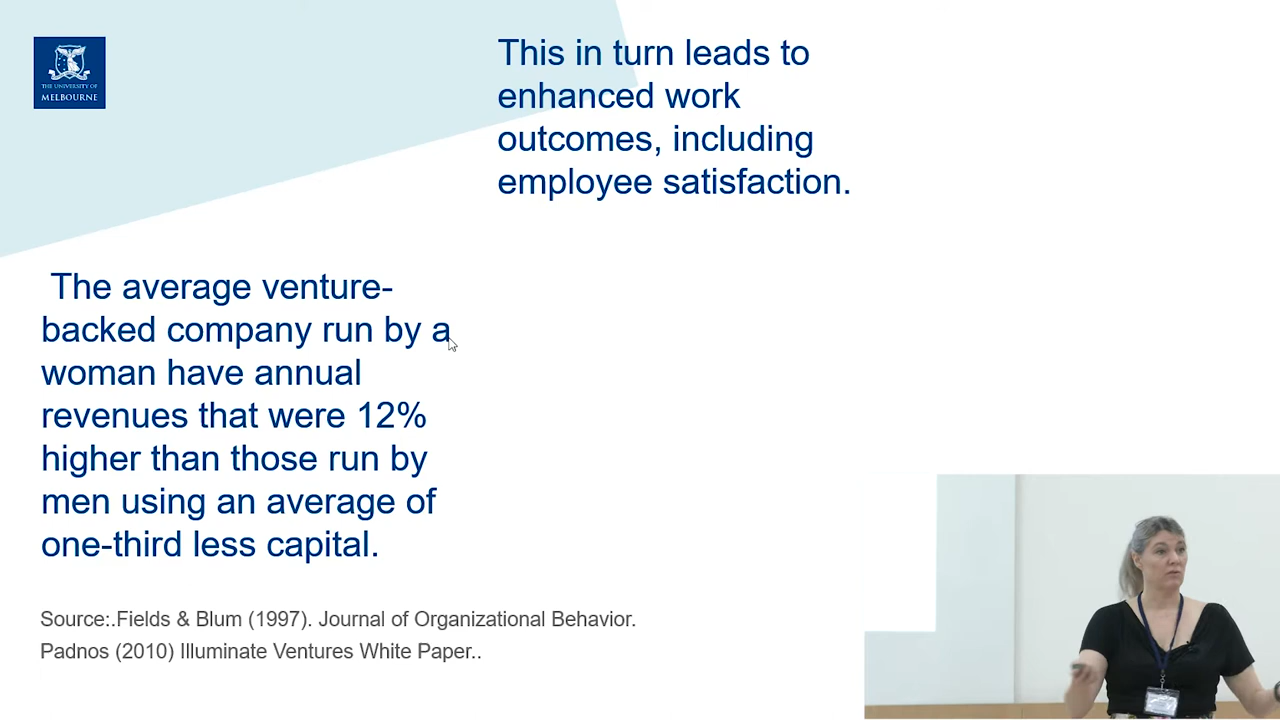 THE UNIVERSITY OF
MELBOURNE
This in turn leads to
enhanced work
outcomes, including
employee satisfaction.
The average venture-
backed company run by a
woman have annual
revenues that were 12%
higher than those run by
men using an average of
one-third less capital.
Source:.Fields & Blum (1997). Journal of Organizational Behavior.
Padnos (2010) Illuminate Ventures White Paper..